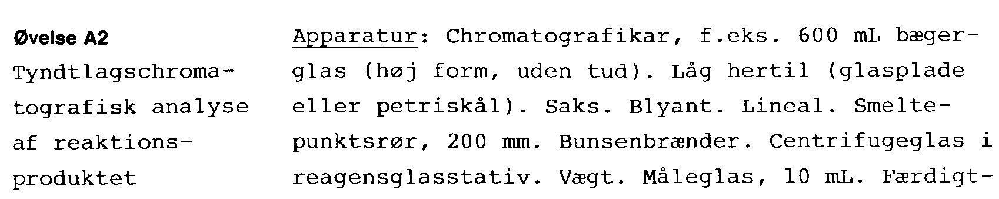 Øvelse A2
Tyndtlagschroma-
tografisk analyse
af reaktions-
produktet
Apparatur: Chromatografikar, f.eks. 600 mL bæger-
glas (høj form, uden tud). Låg hertil (glasplade
eller petriskål). Saks. Blyant. Lineal. Smelte-
punktsrør, 200 mm. Bunsenbrænder. Centrifugeglas i
reagensglasstativ. Vægt. Måleglas, 10 mL. Færdigt-